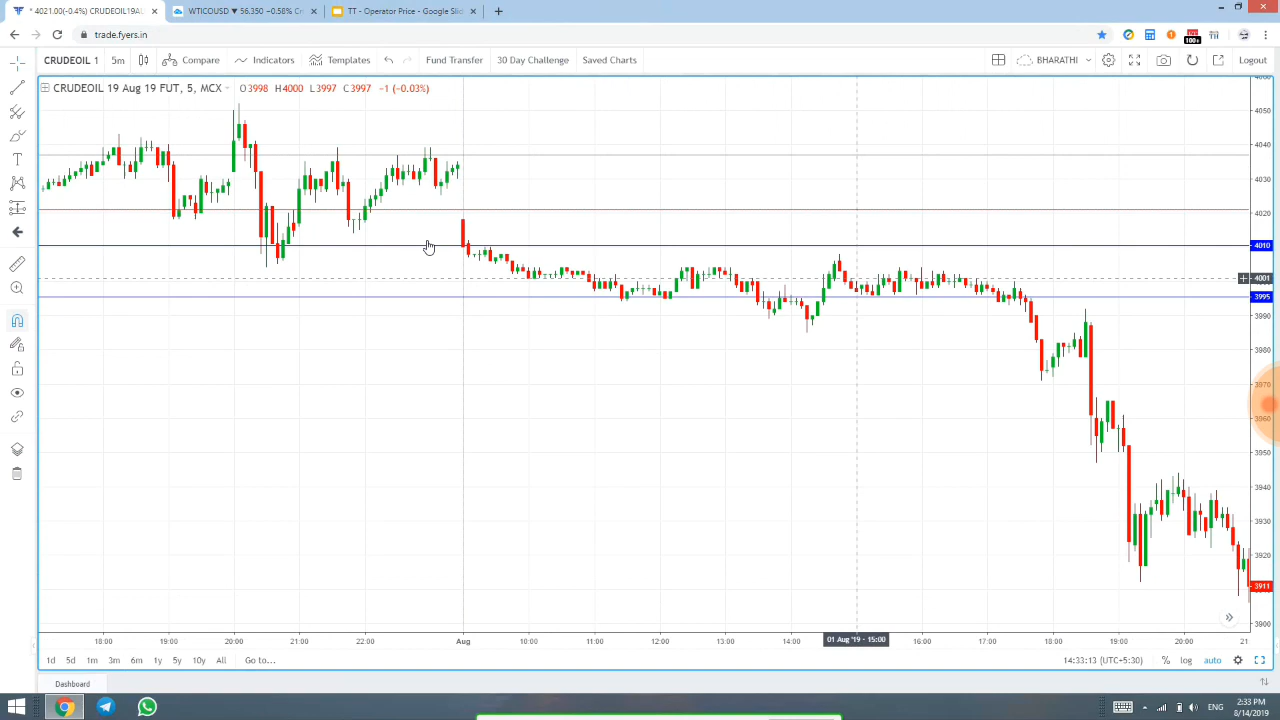 * 4021.00(-0.4%) CRUDEOIL19AU
WTICOUSD ▼ 56.350 +0.58% Cr
TT - Operator Price - Google Slid
trade.fyers.in
100+
CRUDEOIL 1
5m
Compare
Indicators
Templates
Fund Transfer
30 Day Challenge
Saved Charts
BHARATHI
Logout
CRUDEOIL 19 Aug 19 FUT, 5, MCX
O3998 H4000 L3997 C3997 −1 (−0.03%)
4060
4050
4040
4030
4020
4010
4001
3995
3990
3980
3970
3960
3950
3940
3930
3920
3911
3900
18:00
19:00
20:00
21:00
22:00
Aug
10:00
11:00
12:00
13:00
14:00
01 Aug '19 - 15:00
16:00
17:00
18:00
19:00
20:00
21
1d 5d 1m 3m 6m 1y 5y 10y All Go to...
14:33:13 (UTC+5:30) % log auto
Dashboard
ENG
2:33 PM
8/14/2019